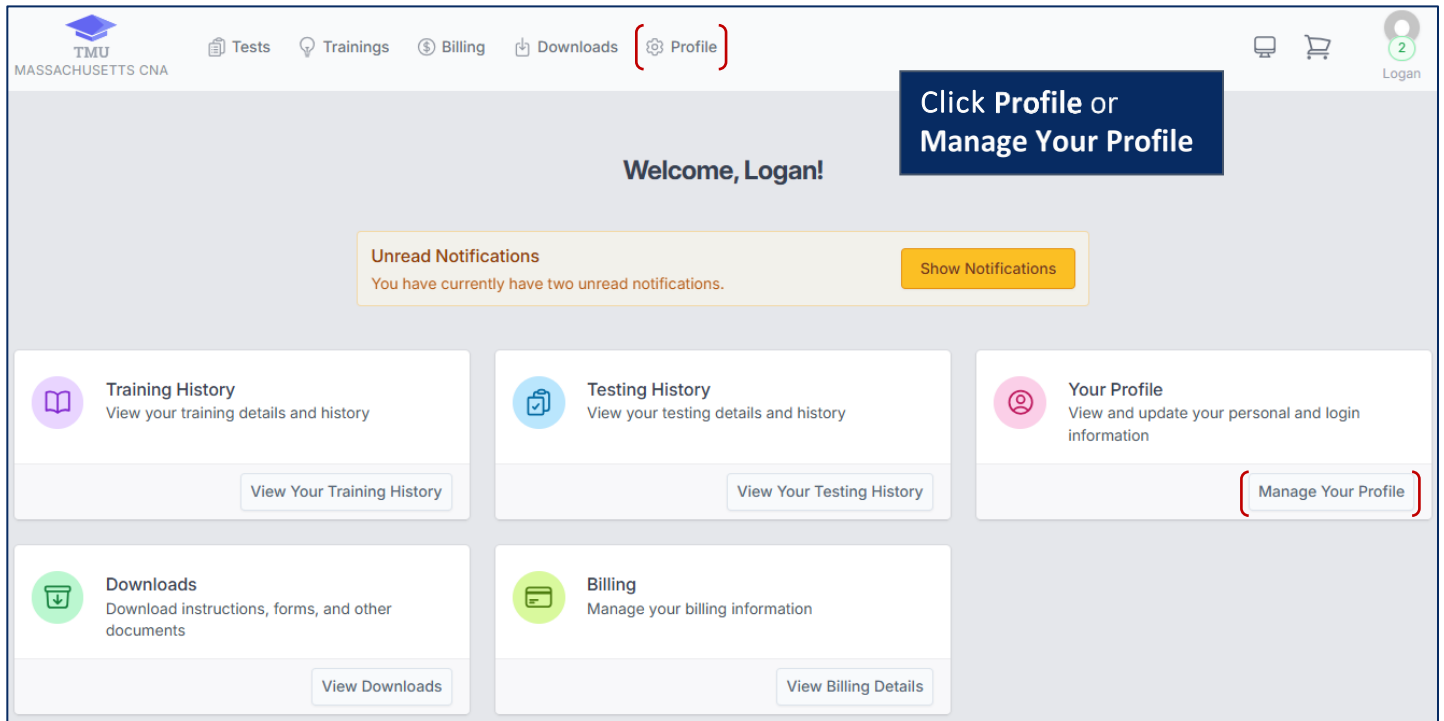 TMU
MASSACHUSETTS CNA
Tests
Trainings
Billing
Downloads
Profile
2
Logan
Click Profile or
Manage Your Profile
Welcome, Logan!
Unread Notifications
You have currently have two unread notifications.
Show Notifications
Training History
View your training details and history
View Your Training History
Testing History
View your testing details and history
View Your Testing History
Your Profile
View and update your personal and login
information
Manage Your Profile
Downloads
Download instructions, forms, and other
documents
View Downloads
Billing
Manage your billing information
View Billing Details